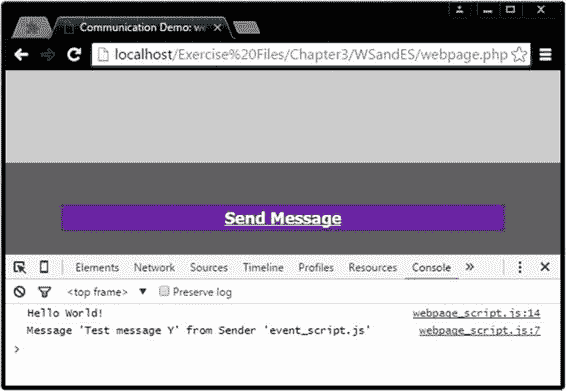 Communication Demo: we
localhost/Exercise%20Files/Chapter3/WSandES/webpage.php
Send Message
Elements Network Sources Timeline Profiles Resources Console »
<top frame> ▼ Preserve log
Hello World! webpage_script.js:14
Message 'Test message Y' from Sender 'event_script.js' webpage_script.js:7
>